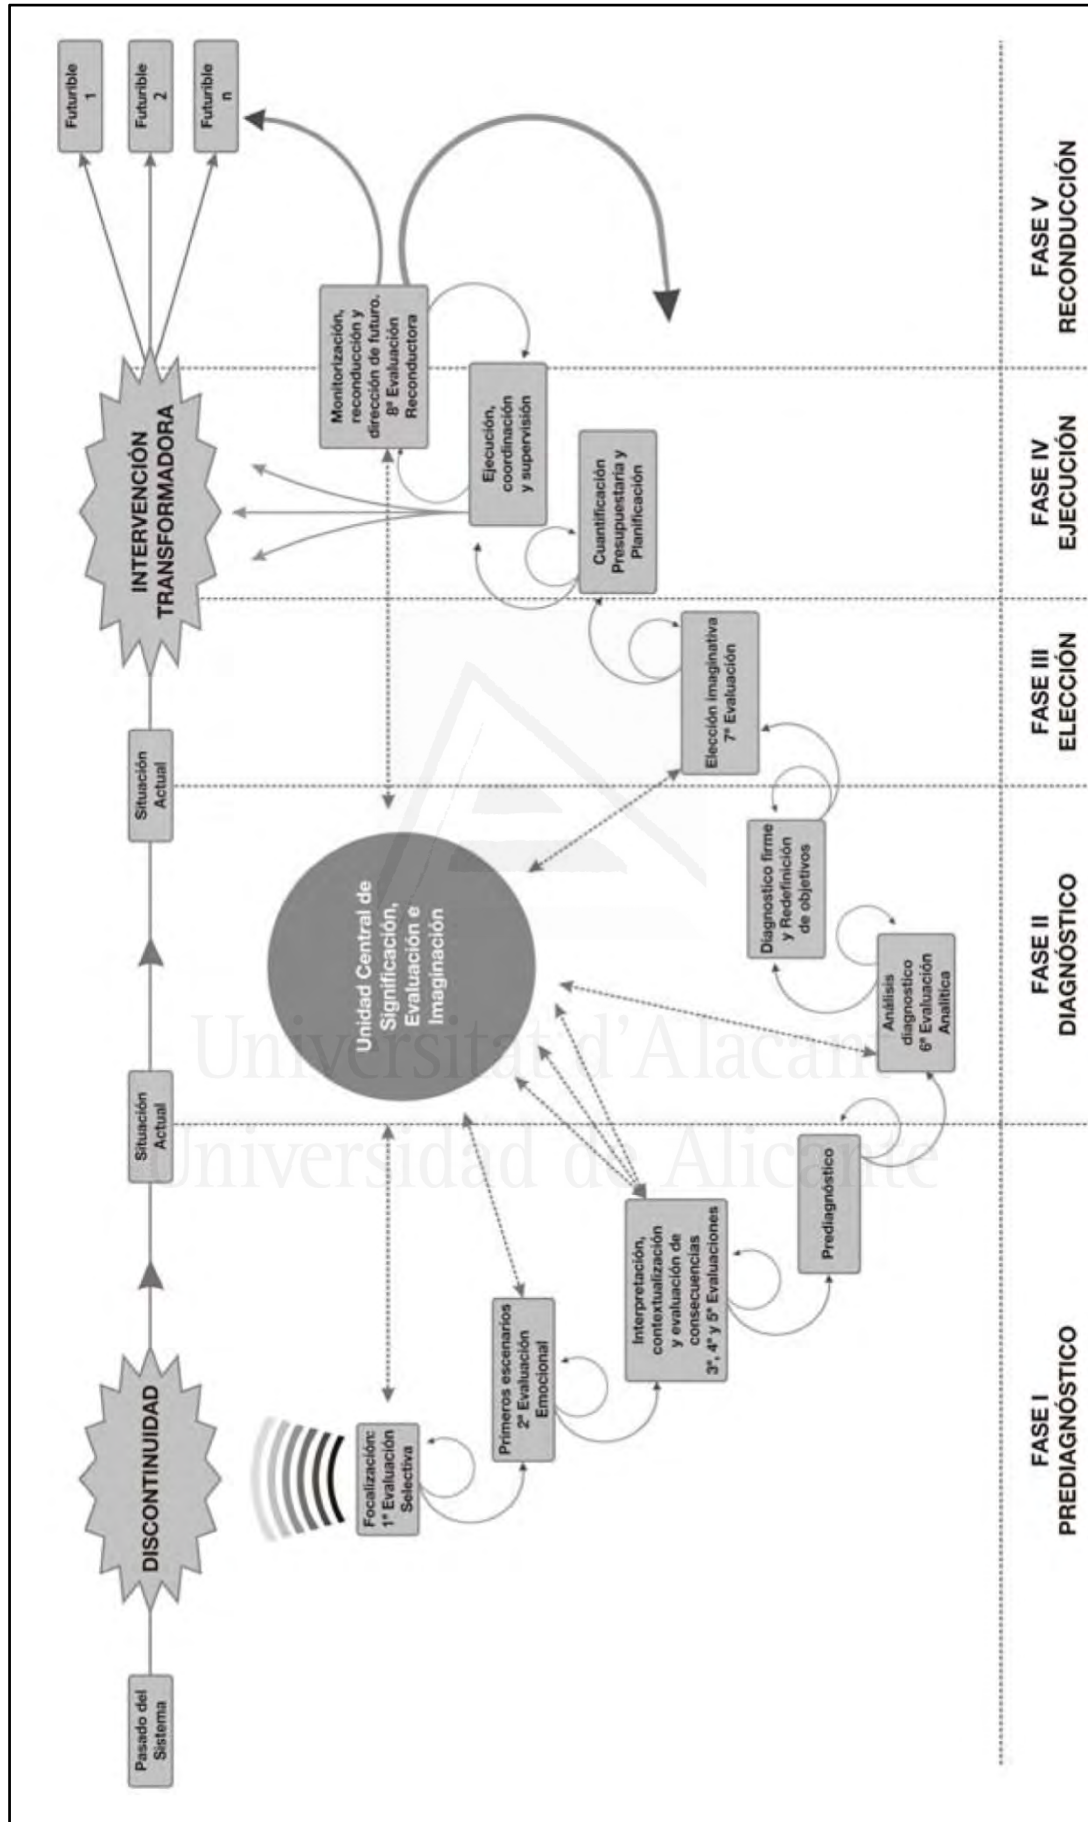 Pasado del
Sistema
DISCONTINUIDAD
Situación
Actual
Situación
Actual
INTERVENCIÓN
TRANSFORMADORA
Futurible
1
Futurible
2
Futurible
n
Unidad Central de
Significación,
Evaluación e
Imaginación
Focalización:
1ª Evaluación
Selectiva
Primeros escenarios
2ª Evaluación
Emocional
Interpretación,
contextualización
y evaluación de
consecuencias
3ª, 4ª y 5ª Evaluaciones
Prediagnóstico
Análisis
diagnostico
6ª Evaluación
Analítica
Diagnostico firme
y Redefinición
de objetivos
Elección imaginativa
7ª Evaluación
Cuantificación
Presupuestaria y
Planificación
Ejecución,
coordinación
y supervisión
Monitorización,
reconducción y
dirección de futuro.
8ª Evaluación
Reconductora
FASE I
PREDIAGNÓSTICO
FASE II
DIAGNÓSTICO
FASE III
ELECCIÓN
FASE IV
EJECUCIÓN
FASE V
RECONDUCCIÓN
Universitat d'Alacant
Universidad de Alicante